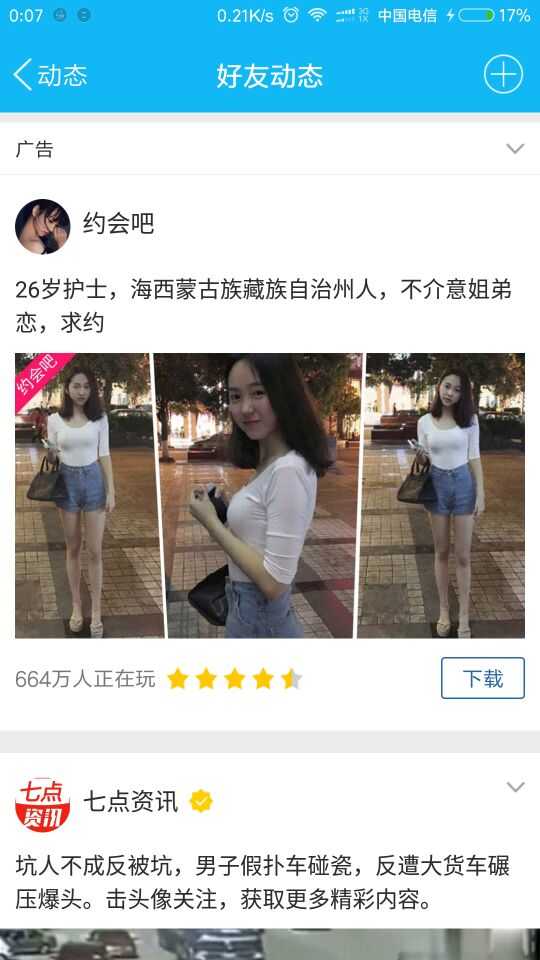 0:07 0.21K/s 3G 1X 中国电信 17%
动态 好友动态
广告
约会吧
26岁护士，海西蒙古族藏族自治州人，不介意姐弟
恋，求约
约会吧
664万人正在玩 下载
七点资讯
七点资讯
坑人不成反被坑，男子假扑车碰瓷，反遭大货车碾
压爆头。击头像关注，获取更多精彩内容。